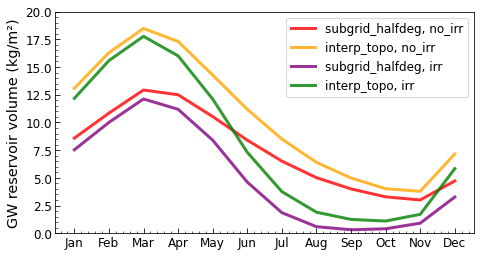 GW reservoir volume (kg/m²)
20.0
17.5
15.0
12.5
10.0
7.5
5.0
2.5
0.0
subgrid_halfdeg, no_irr
interp_topo, no_irr
subgrid_halfdeg, irr
interp_topo, irr
Jan Feb Mar Apr May Jun Jul Aug Sep Oct Nov Dec